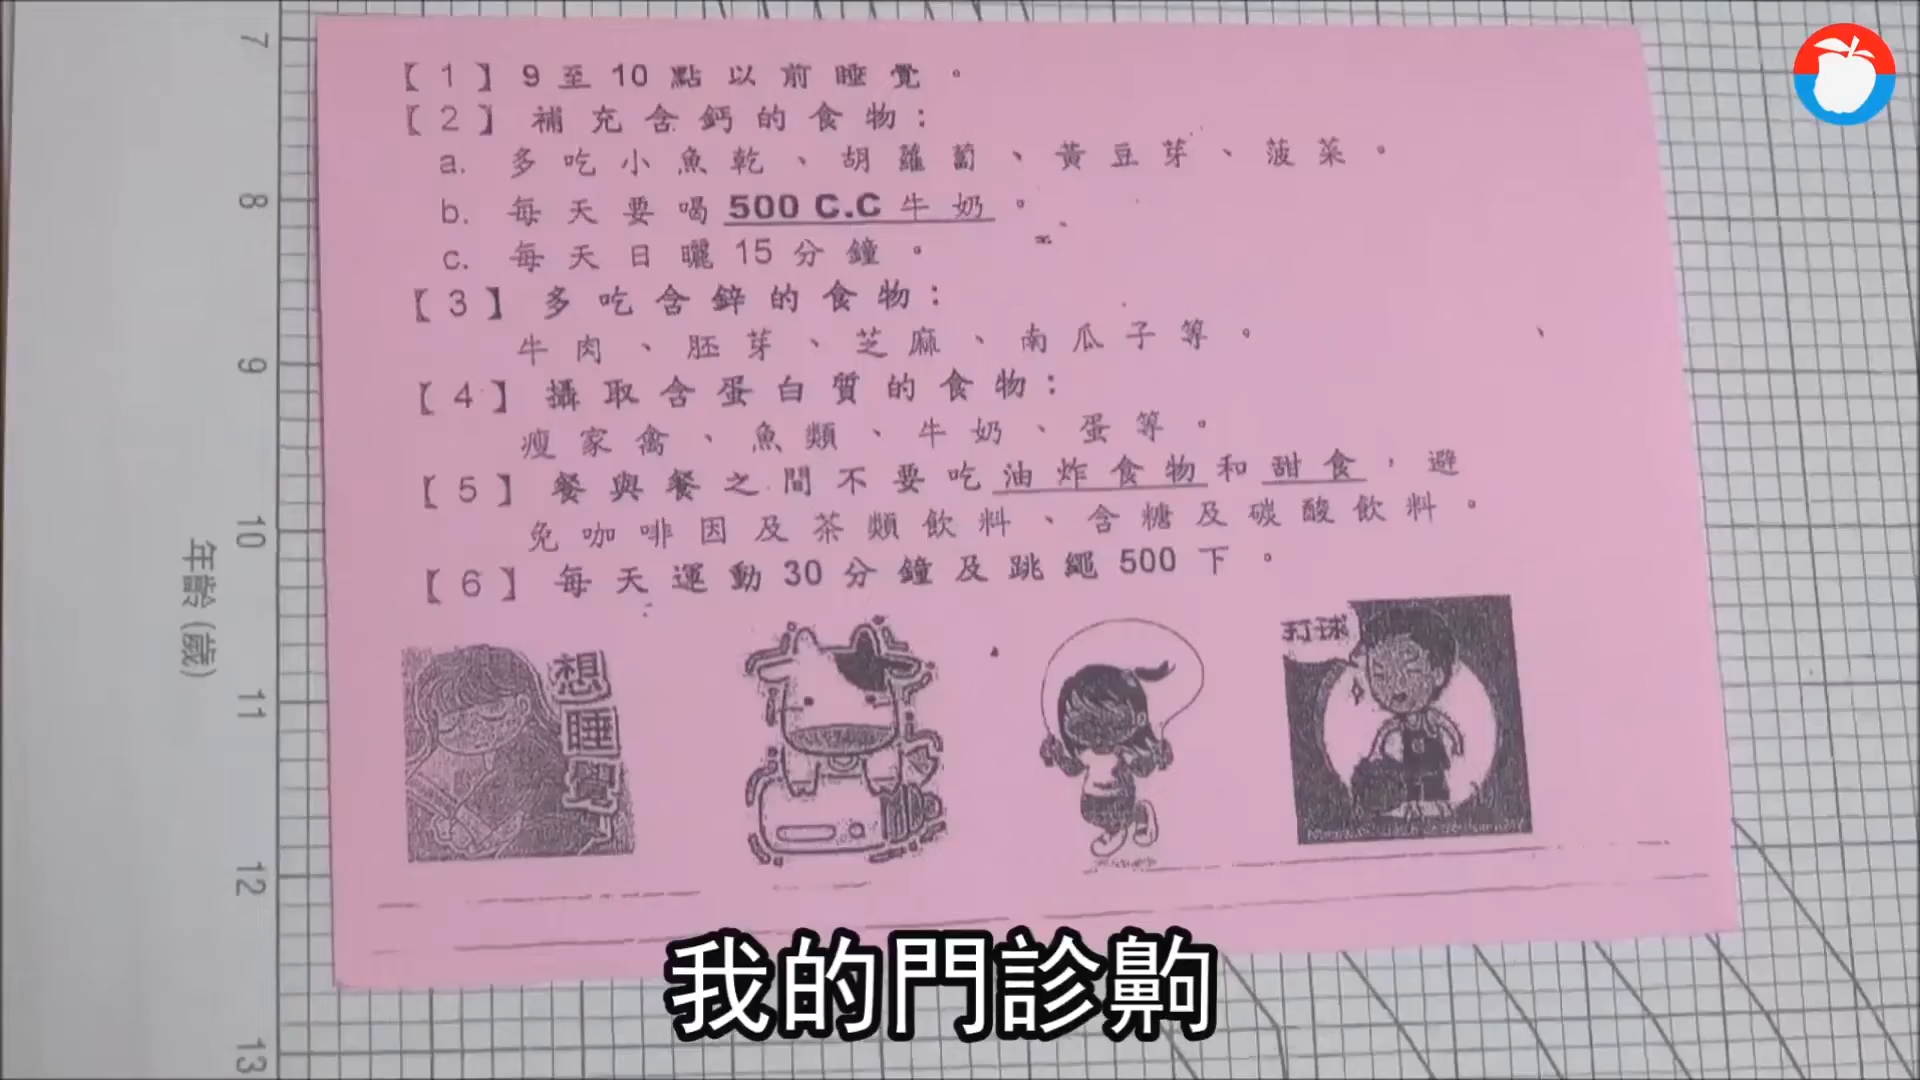 【1】9至10點以前睡覺。
【2】補充含鈣的食物：
a. 多吃小魚乾、胡蘿蔔、黃豆芽、菠菜。
b. 每天要喝500 C.C牛奶。
c. 每天日曬15分鐘。
【3】多吃含鋅的食物：
牛肉、胚芽、芝麻、南瓜子等。
【4】攝取含蛋白質的食物：
瘦家禽、魚類、牛奶、蛋等。
【5】餐與餐之間不要吃油炸食物和甜食，避
免咖啡因及茶類飲料、含糖及碳酸飲料。
【6】每天運動30分鐘及跳繩500下。
想睡覺
打球
7
8
9
10
11
12
13
年齡(歲)
我的門診齁